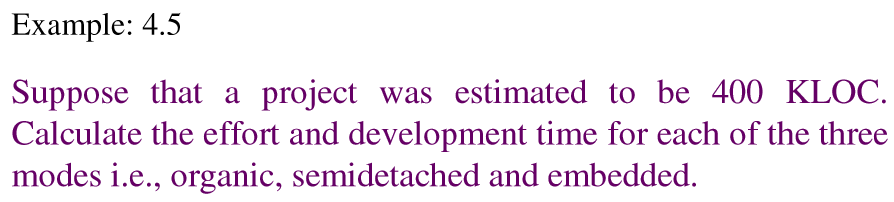 Example: 4.5
Suppose that a project was estimated to be 400 KLOC.
Calculate the effort and development time for each of the three
modes i.e., organic, semidetached and embedded.